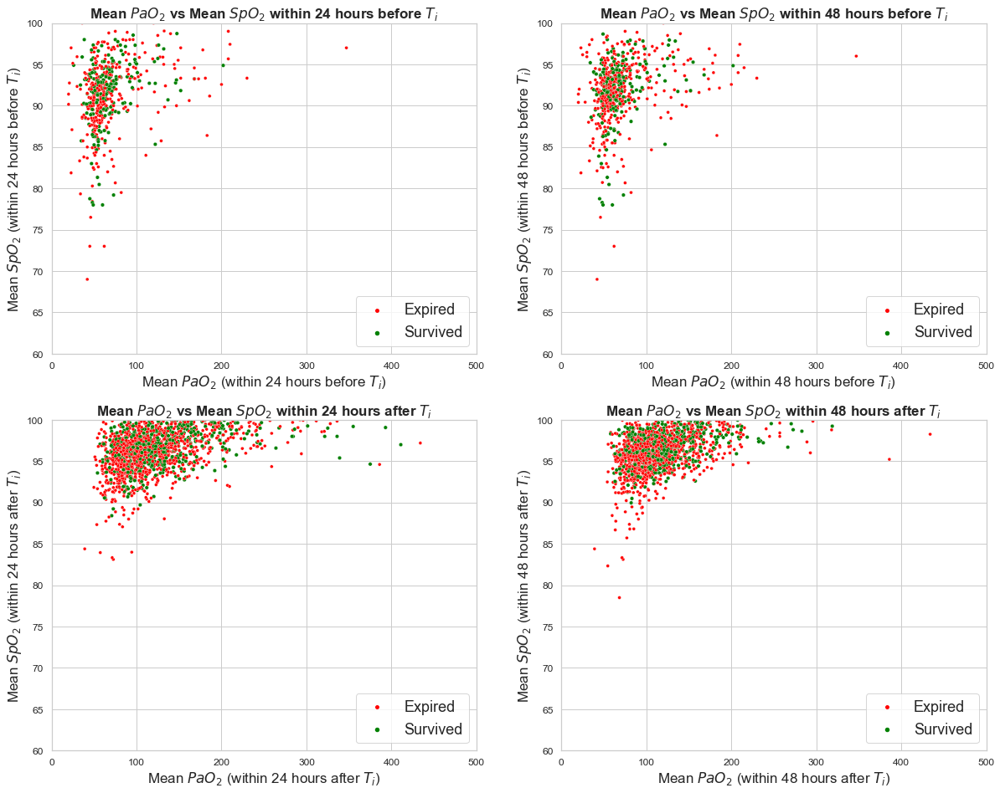 Mean PaO₂ vs Mean SpO₂ within 24 hours before Tᵢ
100
95
90
85
80
75
70
65
60
Mean SpO₂ (within 24 hours before Tᵢ)
Expired
Survived
0 100 200 300 400 500
Mean PaO₂ (within 24 hours before Tᵢ)
Mean PaO₂ vs Mean SpO₂ within 48 hours before Tᵢ
100
95
90
85
80
75
70
65
60
Mean SpO₂ (within 48 hours before Tᵢ)
Expired
Survived
0 100 200 300 400 500
Mean PaO₂ (within 48 hours before Tᵢ)
Mean PaO₂ vs Mean SpO₂ within 24 hours after Tᵢ
100
95
90
85
80
75
70
65
60
Mean SpO₂ (within 24 hours after Tᵢ)
Expired
Survived
0 100 200 300 400 500
Mean PaO₂ (within 24 hours after Tᵢ)
Mean PaO₂ vs Mean SpO₂ within 48 hours after Tᵢ
100
95
90
85
80
75
70
65
60
Mean SpO₂ (within 48 hours after Tᵢ)
Expired
Survived
0 100 200 300 400 500
Mean PaO₂ (within 48 hours after Tᵢ)